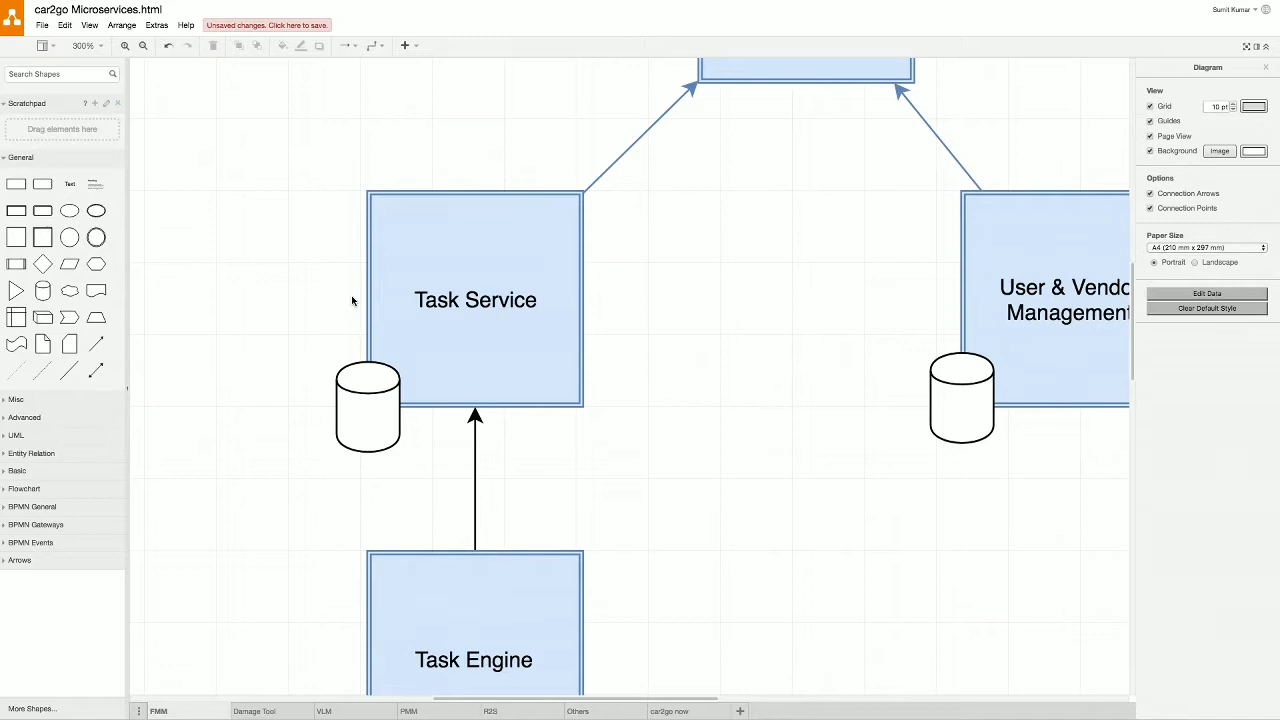 car2go Microservices.html
Sumit Kumar
File Edit View Arrange Extras Help Unsaved changes. Click here to save.
300%
Search Shapes
Scratchpad ?
Drag elements here
General
Text
Misc
Advanced
UML
Entity Relation
Basic
Flowchart
BPMN General
BPMN Gateways
BPMN Events
Arrows
More Shapes...
Task Service
User & Vendo
Management
Task Engine
Diagram
View
Grid 10 pt
Guides
Page View
Background Image
Options
Connection Arrows
Connection Points
Paper Size
A4 (210 mm x 297 mm)
Portrait Landscape
Edit Data
Clear Default Style
FMM Damage Tool VLM PMM R2S Others car2go now